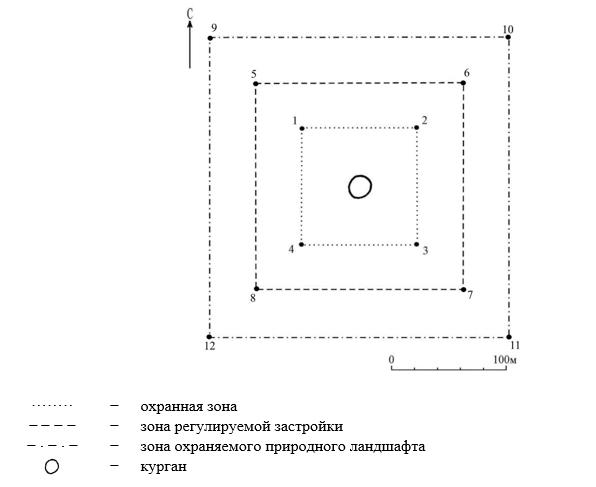 С
9 10
5 6
1 2
4 3
8 7
12 11
0 100м
– охранная зона
– зона регулируемой застройки
– зона охраняемого природного ландшафта
– курган